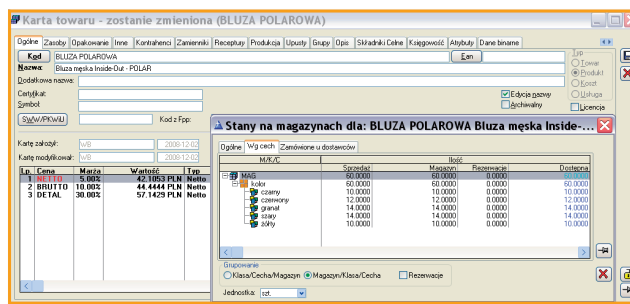 Karta towaru - zostanie zmieniona (BLUZA POLAROWA)
Ogólne Zasoby Opakowanie Inne Kontrahenci Zamienniki Receptury Produkcja Upusty Grupy Opis Składniki Celne Księgowość Atrybuty Dane binarne
Kod BLUZA POLAROWA Ean Typ
Nazwa: Bluza męska Inside-Out - POLAR Towar
Dodatkowa nazwa: Produkt
Koszt
Certyfikat: Edycja nazwy Usługa
Symbol: Archiwalny Licencja
SWW/PKWiU Kod z Fpp:
Kartę założył: WB 2008-12-02
Kartę modyfikował: WB 2008-12-02
Lp. Cena Marża Wartość Typ
1 NETTO 5.00% 42.1053 PLN Netto
2 BRUTTO 10.00% 44.4444 PLN Netto
3 DETAL 30.00% 57.1429 PLN Netto
Stany na magazynach dla: BLUZA POLAROWA Bluza męska Inside-...
Ogólne Wg cech Zamówione u dostawców
M/K/C Ilość
Sprzedaż Magazyn Rezerwacje Dostępna
MAG 60.0000 60.0000 0.0000 60.0000
kolor 60.0000 60.0000 0.0000 60.0000
czarny 10.0000 10.0000 0.0000 10.0000
czerwony 12.0000 12.0000 0.0000 12.0000
granat 14.0000 14.0000 0.0000 14.0000
szary 14.0000 14.0000 0.0000 14.0000
żółty 10.0000 10.0000 0.0000 10.0000
Grupowanie
Klasa/Cecha/Magazyn Magazyn/Klasa/Cecha Rezerwacje
Jednostka: szt.